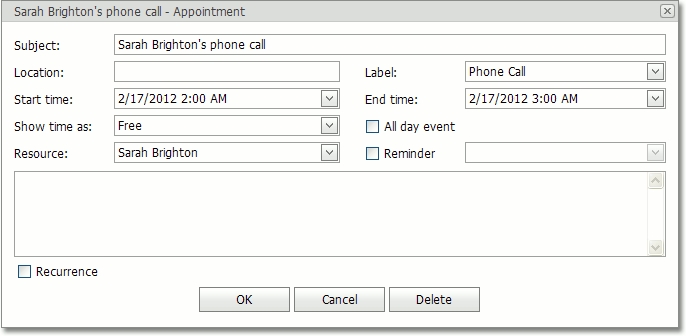 Sarah Brighton's phone call - Appointment
Subject: Sarah Brighton's phone call
Location: Label: Phone Call
Start time: 2/17/2012 2:00 AM End time: 2/17/2012 3:00 AM
Show time as: Free All day event
Resource: Sarah Brighton Reminder
Recurrence
OK Cancel Delete